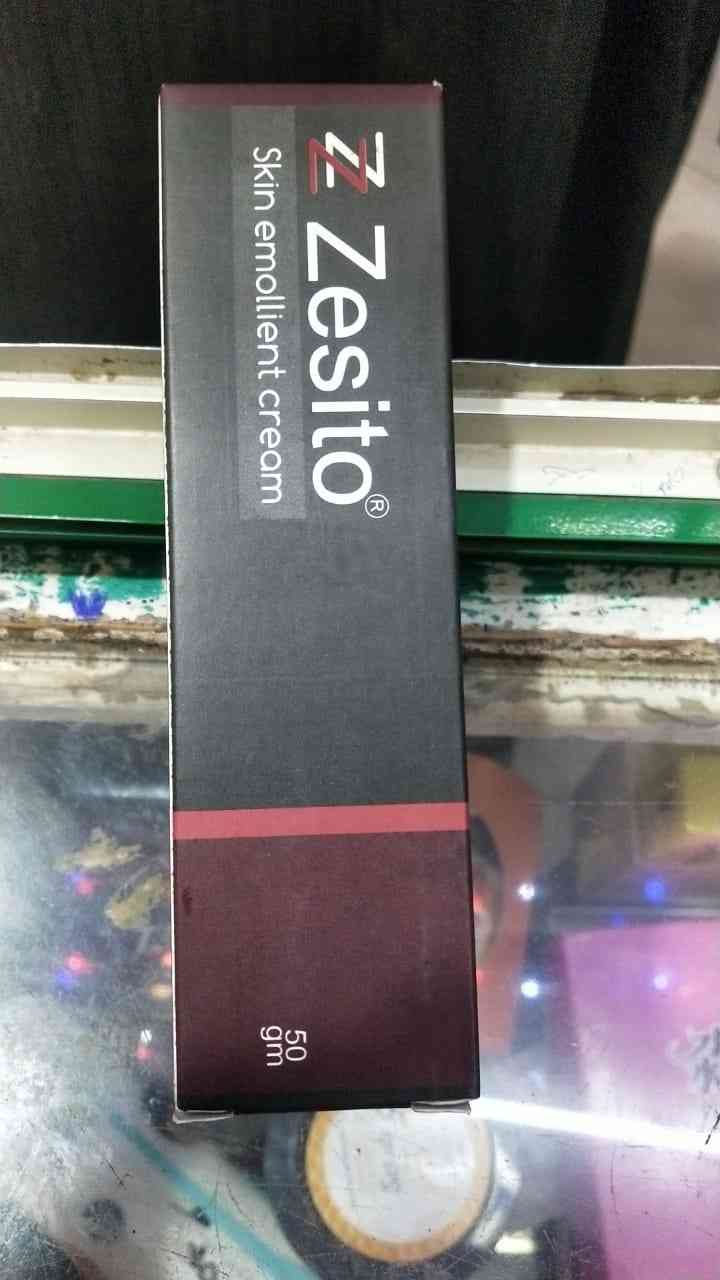 Zesito®
Skin emollient cream
50
gm